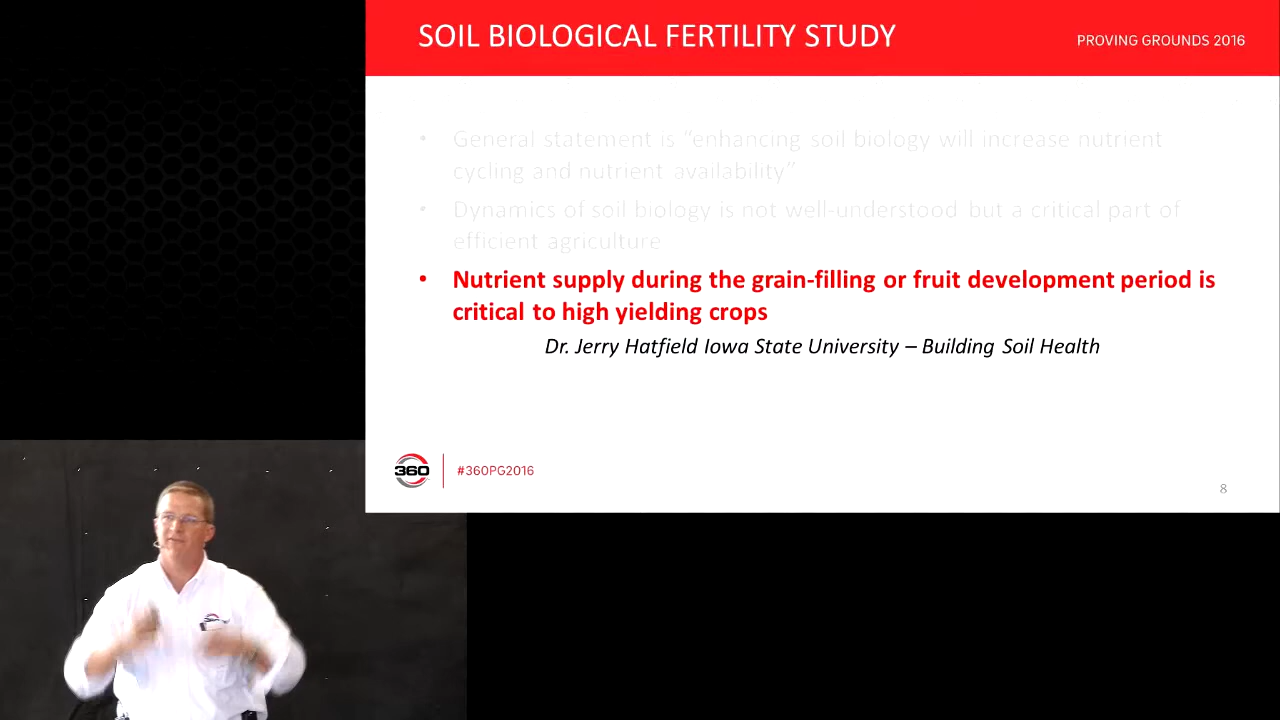 SOIL BIOLOGICAL FERTILITY STUDY
PROVING GROUNDS 2016
• General statement is “enhancing soil biology will increase nutrient
cycling and nutrient availability”
• Dynamics of soil biology is not well-understood but a critical part of
efficient agriculture
• Nutrient supply during the grain-filling or fruit development period is
critical to high yielding crops
Dr. Jerry Hatfield Iowa State University – Building Soil Health
360
#360PG2016
8